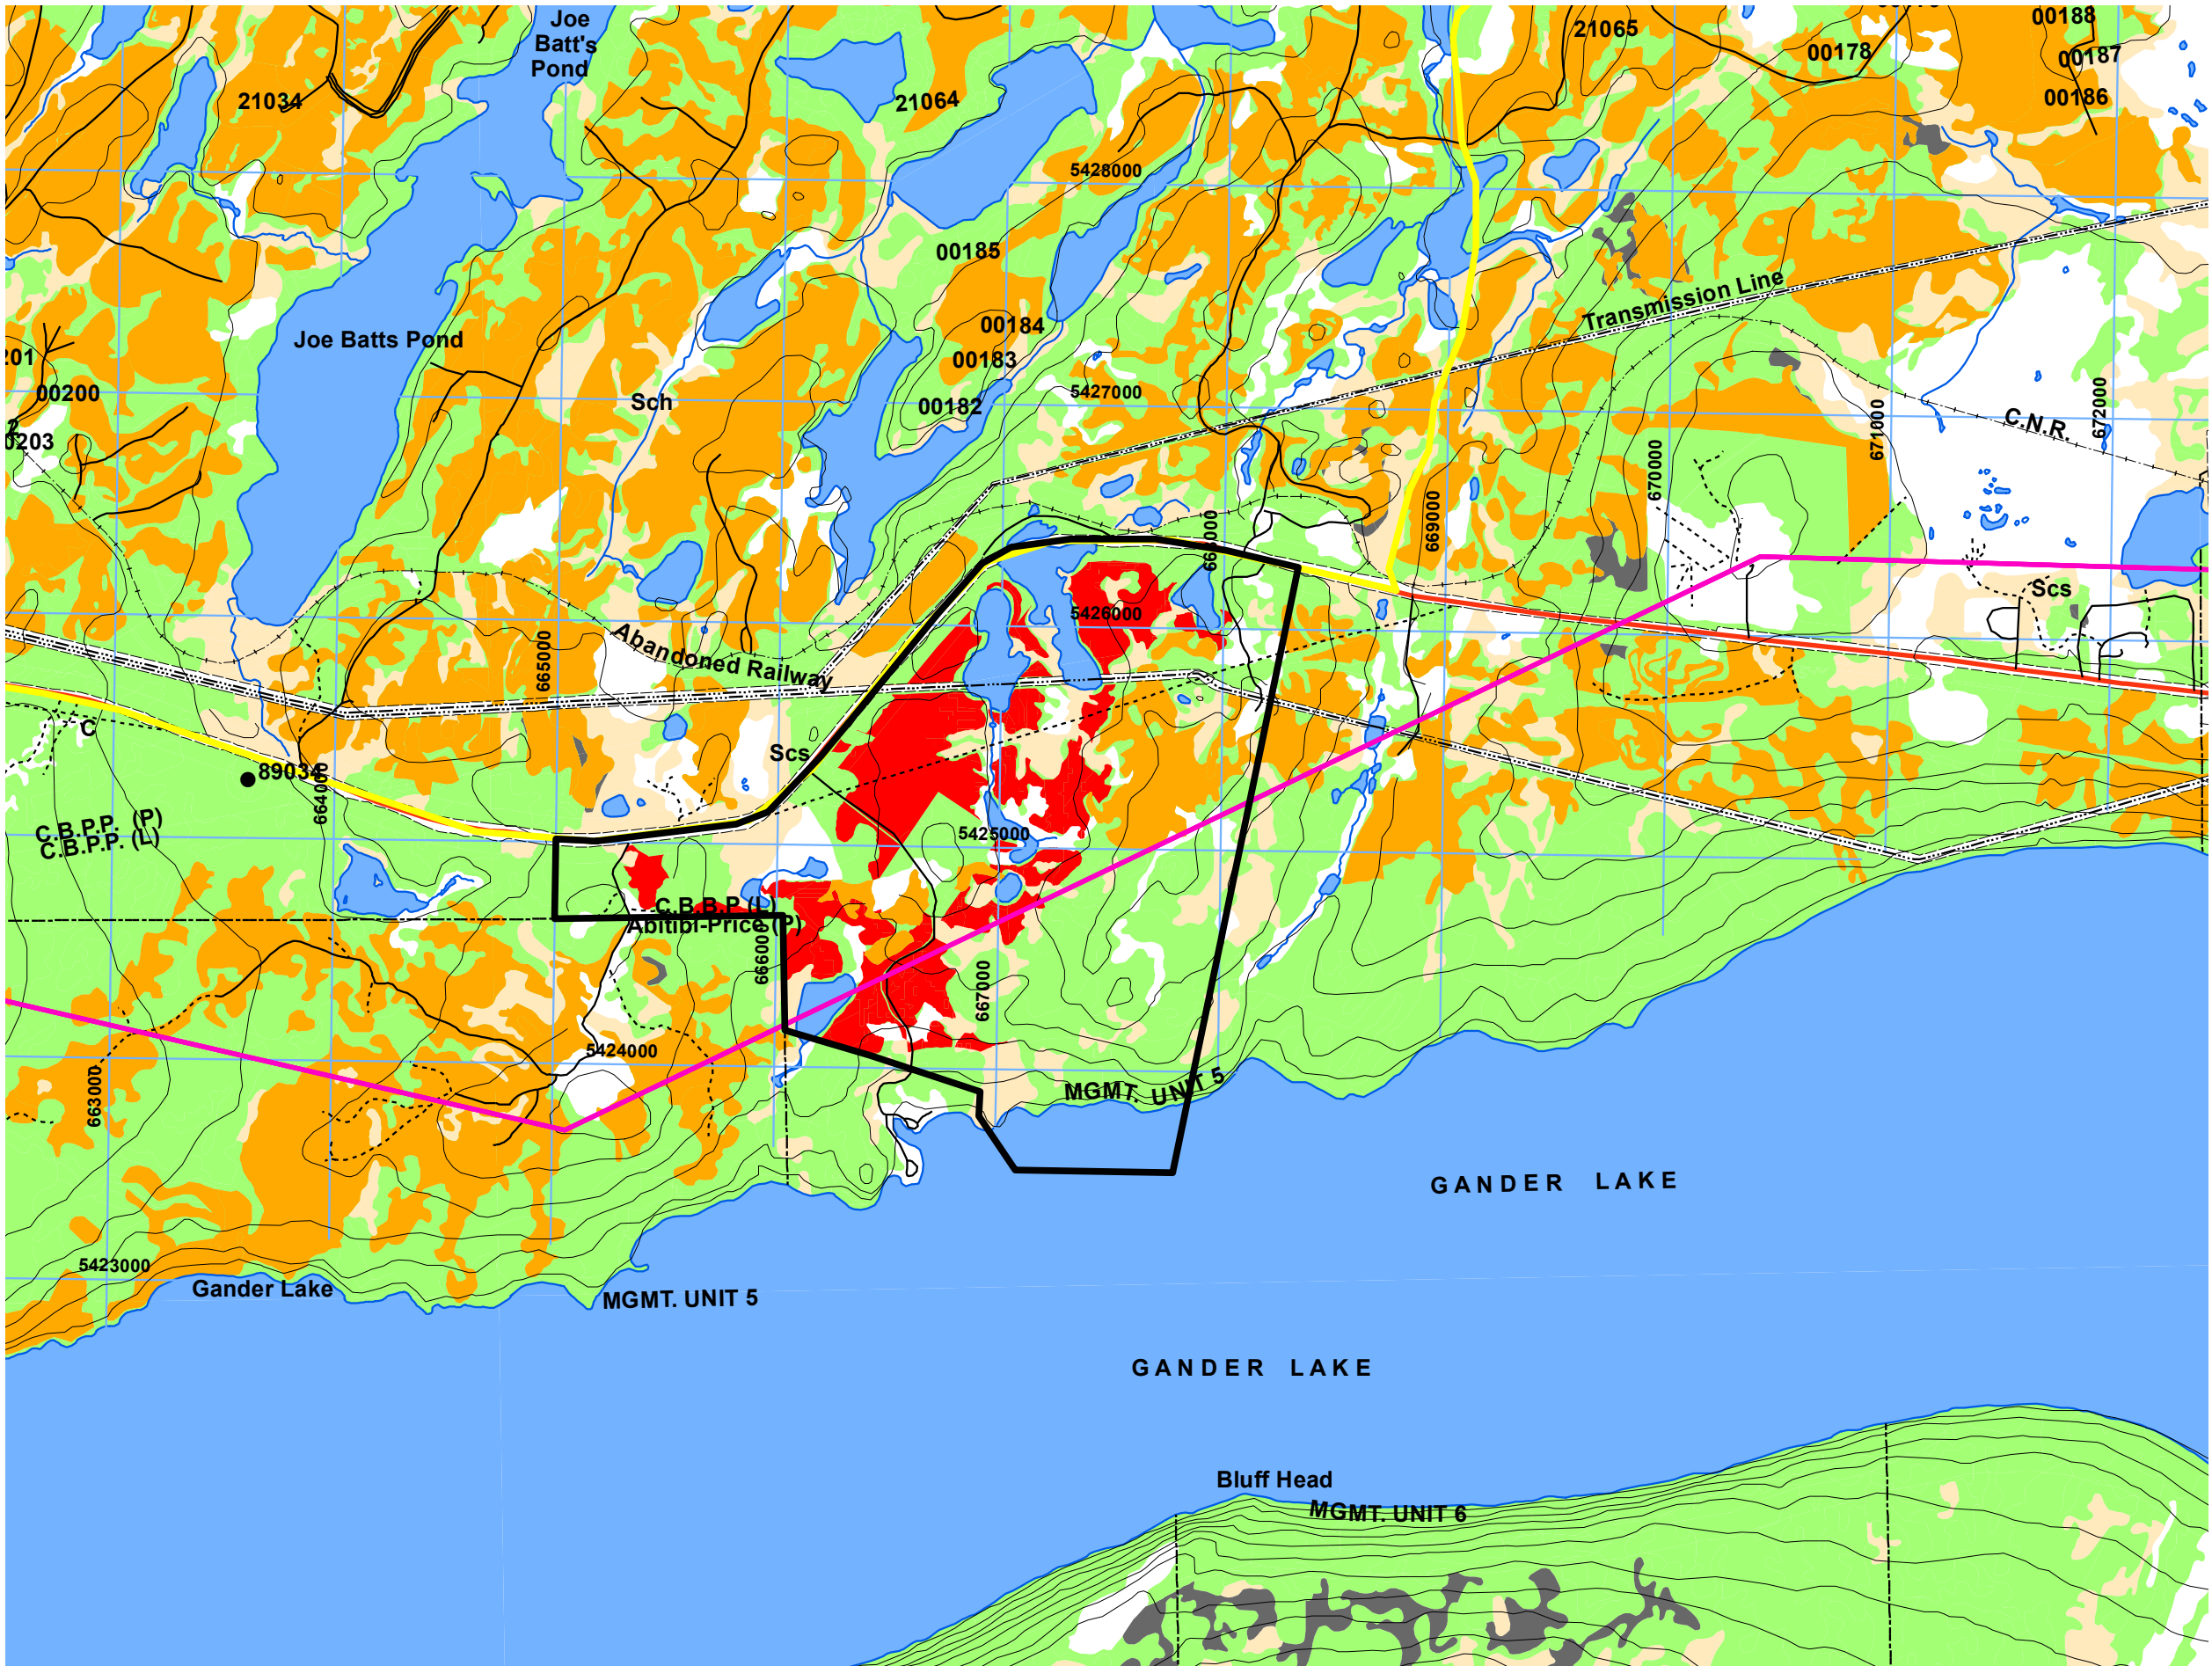 Joe
Batt's
Pond
21065
00188
00178
00187
21034
21064
00186
5428000
00185
Transmission Line
00184
Joe Batts Pond
201
00183
00200
Sch
5427000
00182
672000
0203
671000
C.N.R.
670000
669000
668000
Scs
5426000
665000
Abandoned Railway
C
Scs
89034
664000
C.B.P.P. (P)
C.B.P.P. (L)
5425000
C.B.B.P (L)
Abitibi-Price (P)
666000
667000
5424000
663000
MGMT. UNIT 5
GANDER LAKE
5423000
Gander Lake
MGMT. UNIT 5
GANDER LAKE
Bluff Head
MGMT. UNIT 6